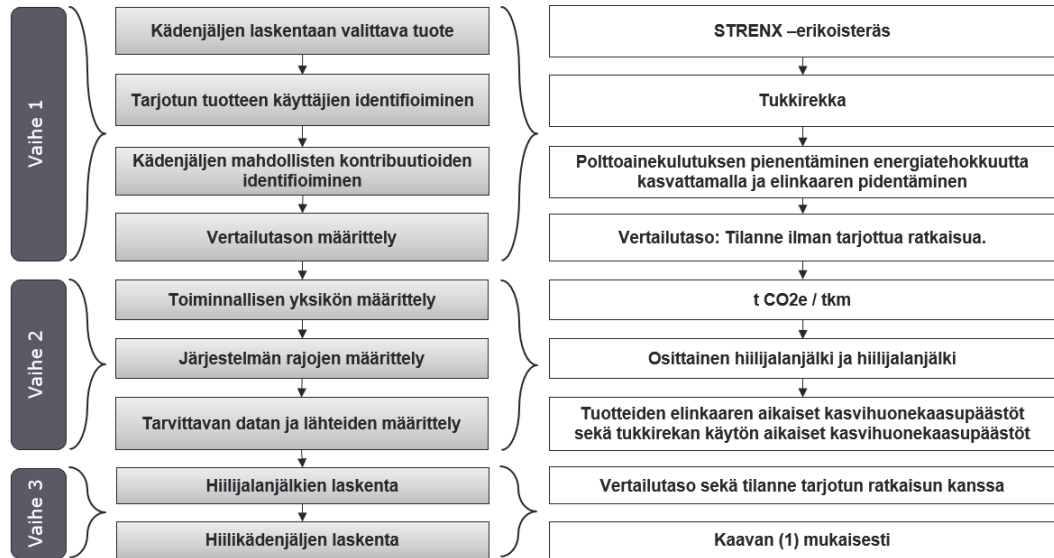 Vaihe 1
Kädenjäljen laskentaan valittava tuote
STRENX –erikoisteräs
Tarjotun tuotteen käyttäjien identifioiminen
Tukkirekka
Kädenjäljen mahdollisten kontribuutioiden
identifioiminen
Polttoainekulutuksen pienentäminen energiatehokkuutta
kasvattamalla ja elinkaaren pidentäminen
Vertailutason määrittely
Vertailutaso: Tilanne ilman tarjottua ratkaisua.
Vaihe 2
Toiminnallisen yksikön määrittely
t CO2e / tkm
Järjestelmän rajojen määrittely
Osittainen hiilijalanjälki ja hiilijalanjälki
Tarvittavan datan ja lähteiden määrittely
Tuotteiden elinkaaren aikaiset kasvihuonekaasupäästöt
sekä tukkirekan käytön aikaiset kasvihuonekaasupäästöt
Vaihe 3
Hiilijalanjälkien laskenta
Vertailutaso sekä tilanne tarjotun ratkaisun kanssa
Hiilikädenjäljen laskenta
Kaavan (1) mukaisesti